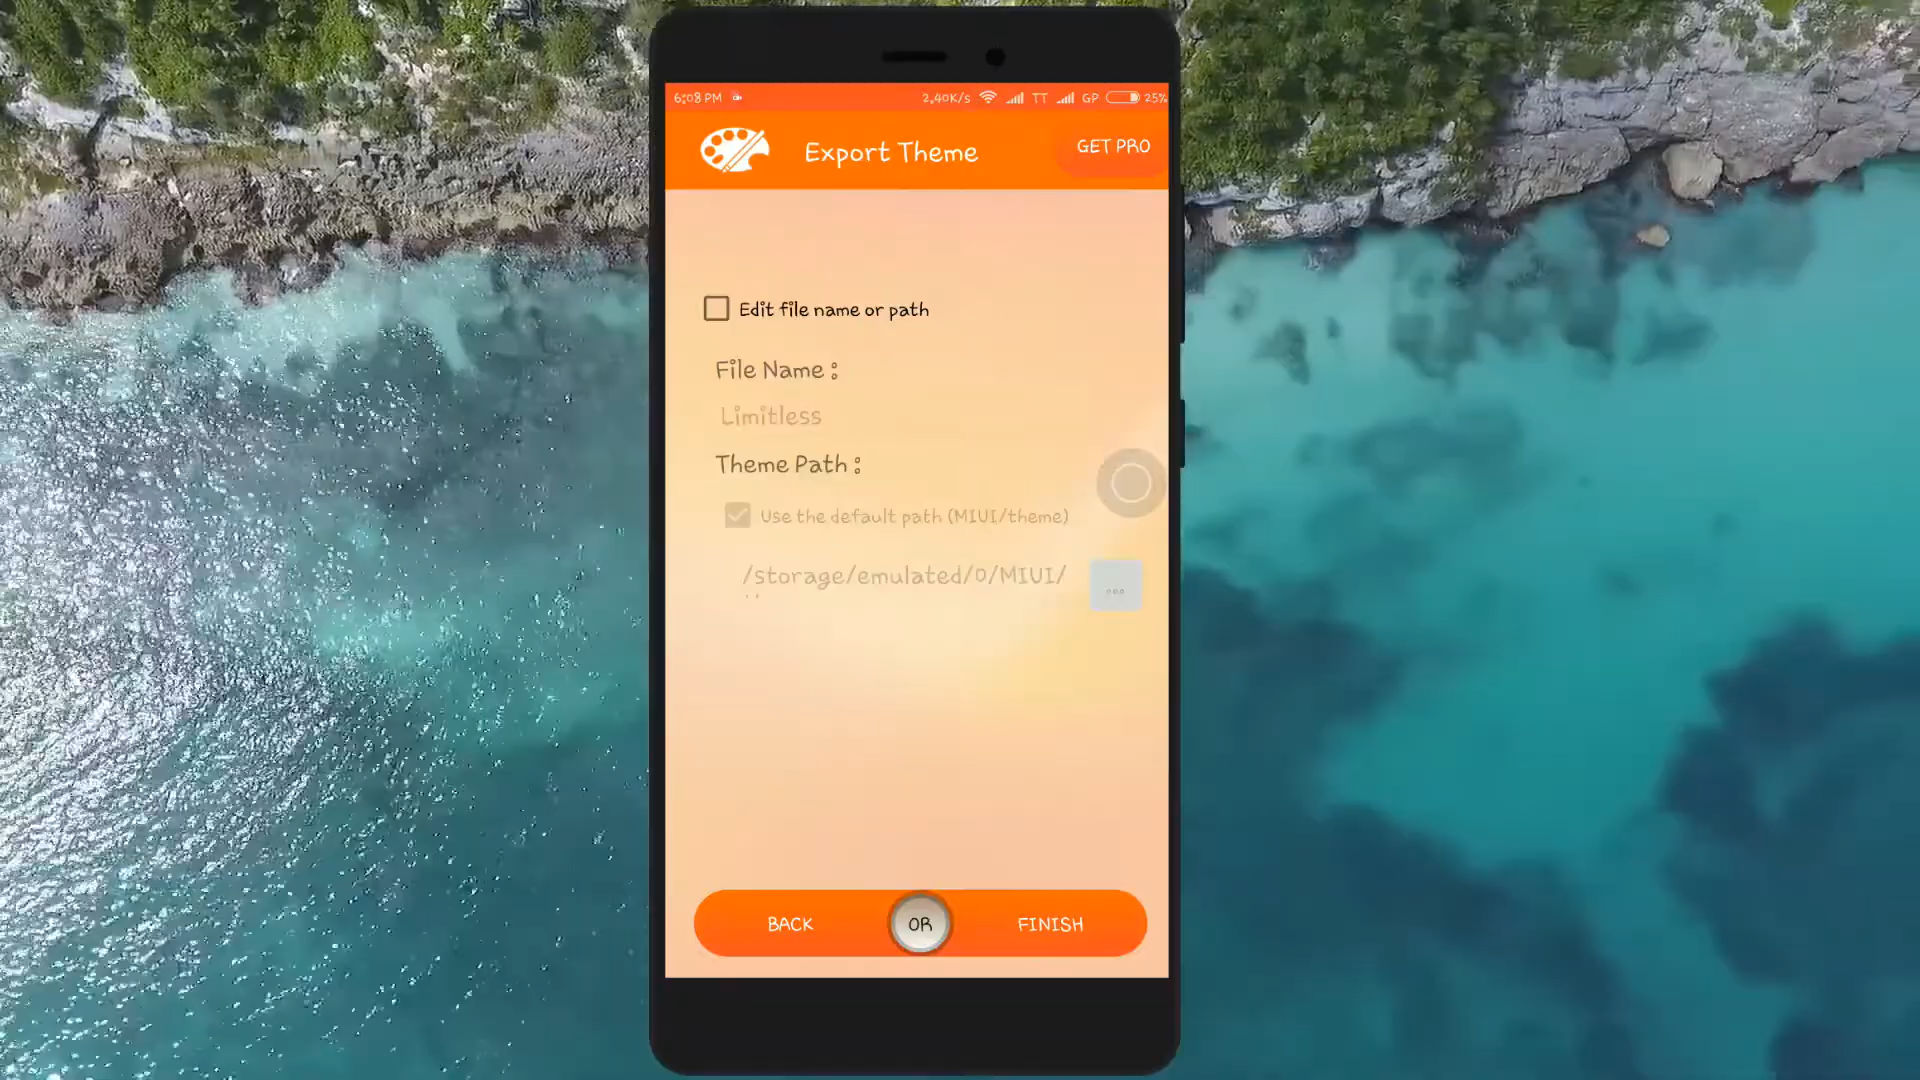 6:08 PM 2,40K/s TT GP 25%
Export Theme GET PRO
Edit file name or path
File Name :
Limitless
Theme Path :
Use the default path (MIUI/theme)
/storage/emulated/0/MIUI/
...
BACK OR FINISH